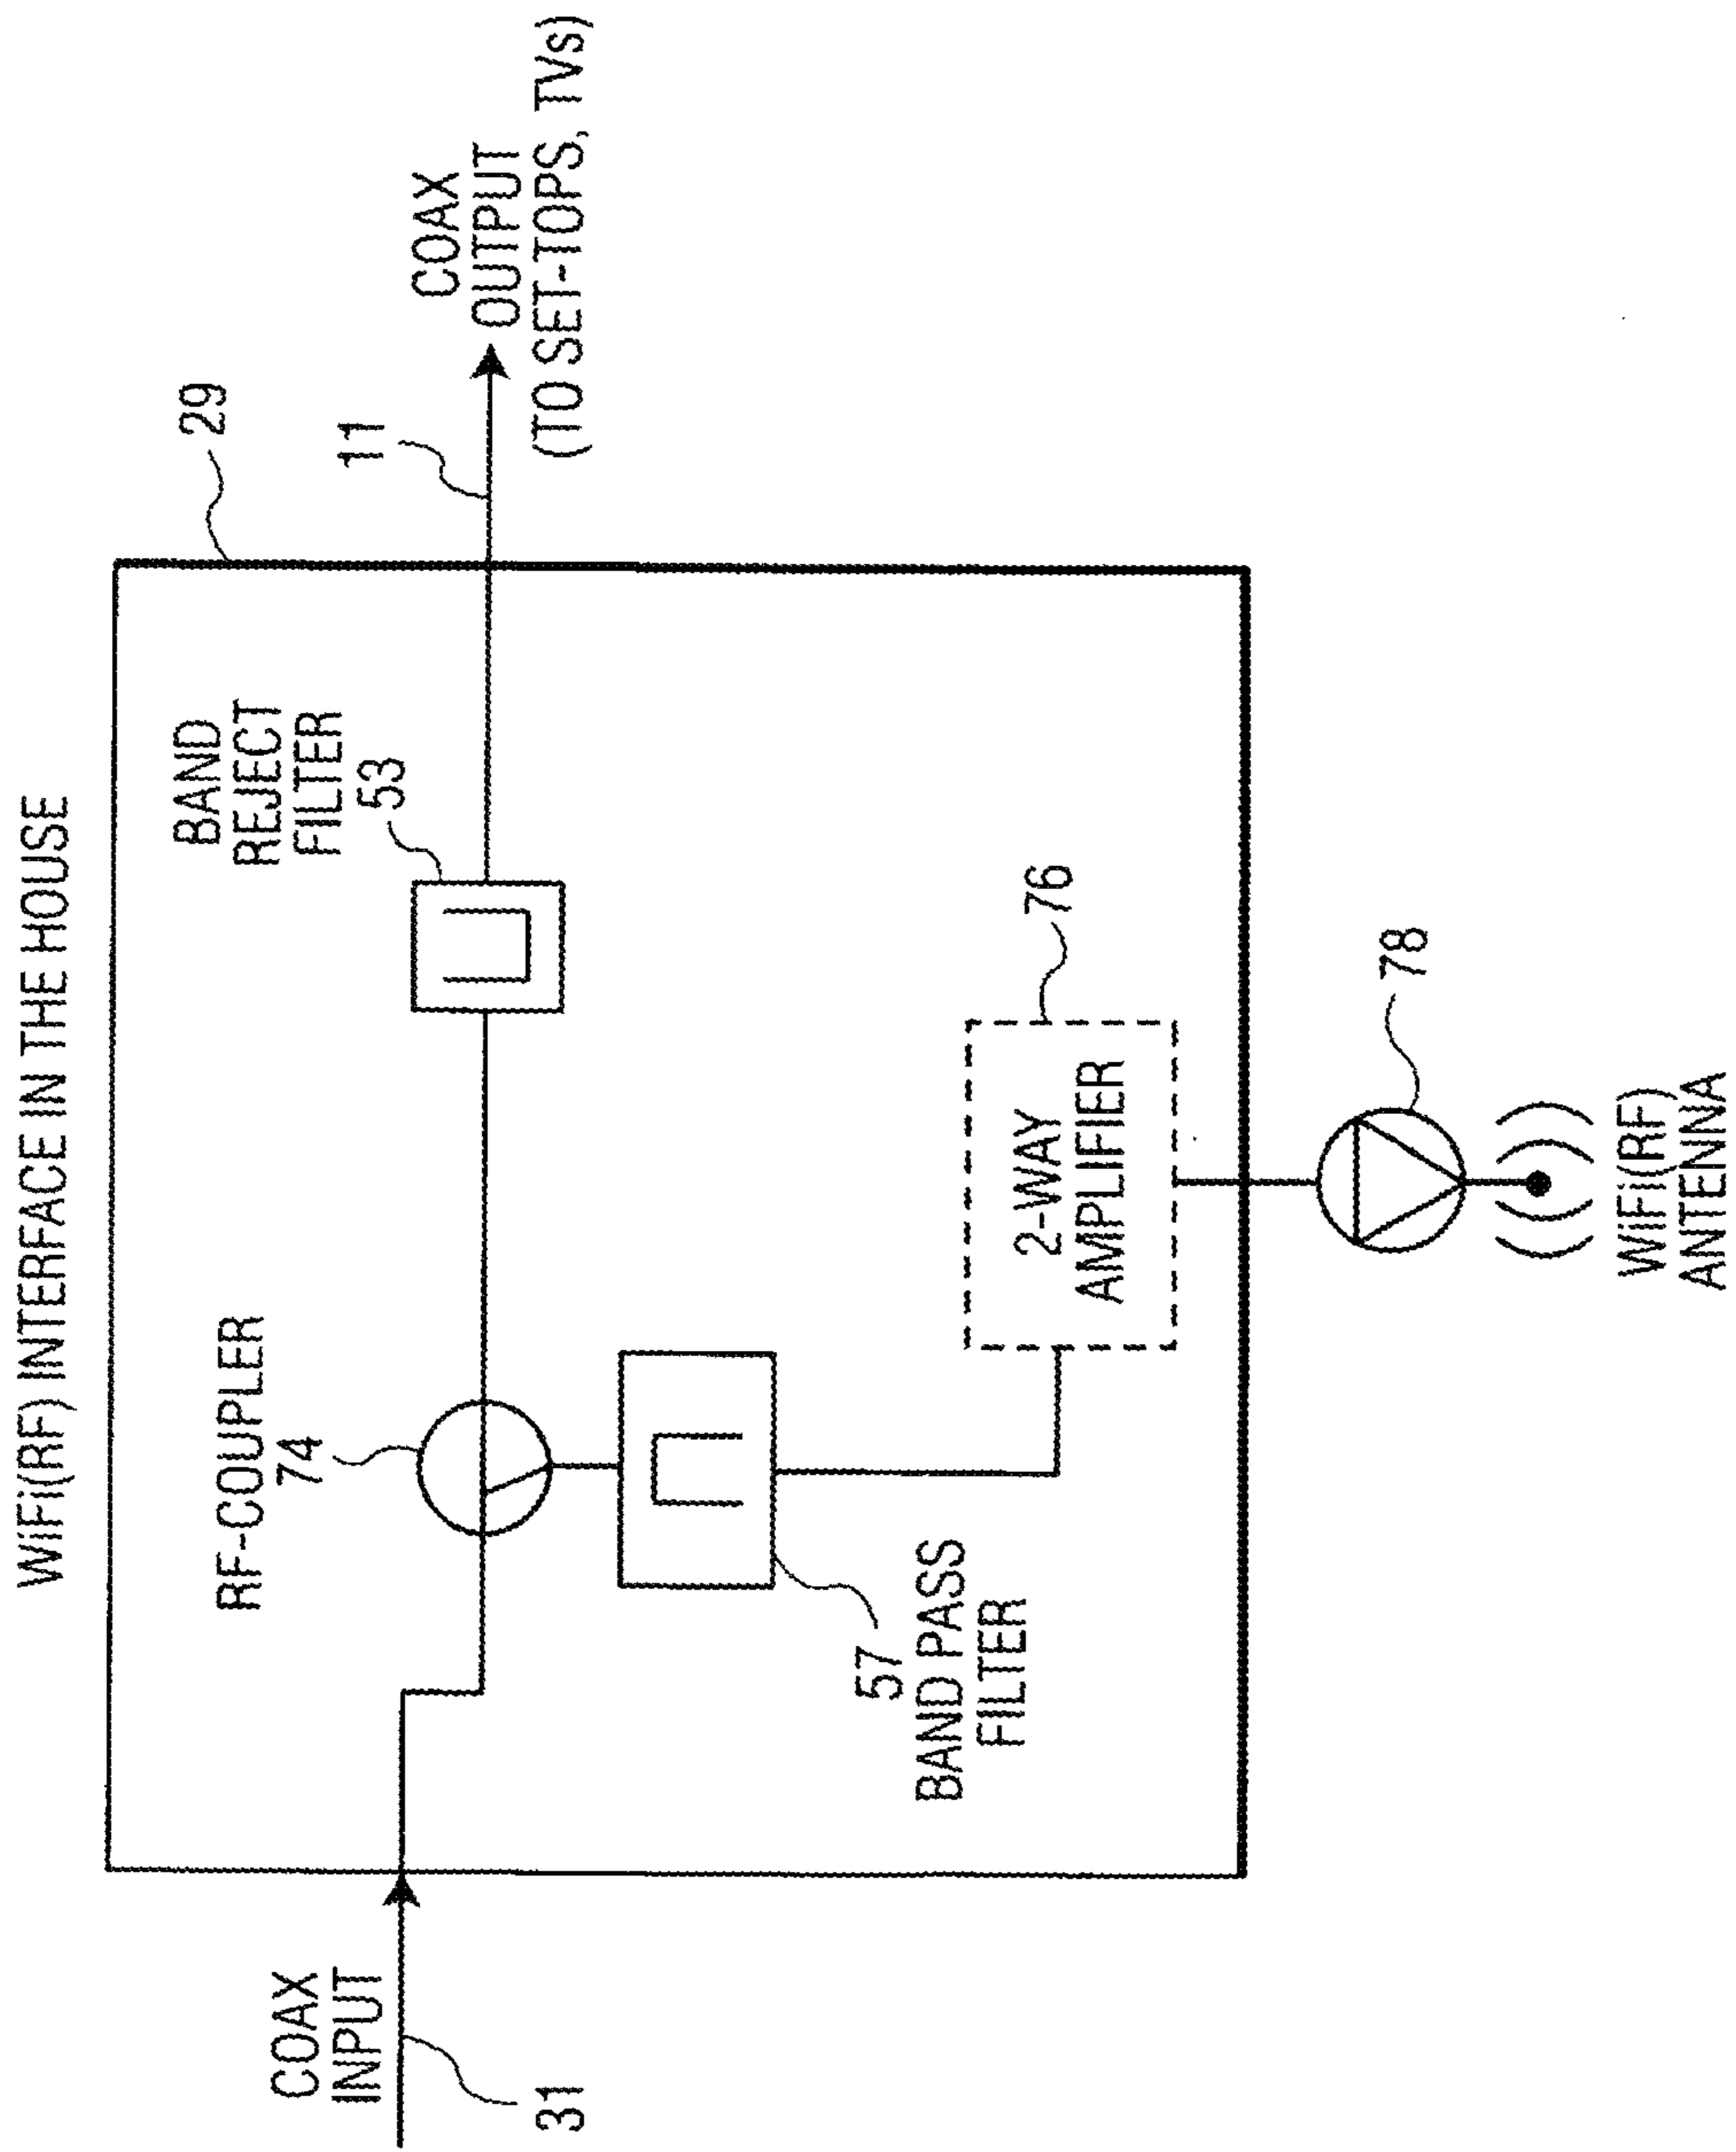 WiFi(RF) INTERFACE IN THE HOUSE
29
BAND
REJECT
FILTER
53
11
COAX
OUTPUT
(TO SET-TOPS, TVs)
RF-COUPLER
74
COAX
INPUT
31
57
BAND PASS
FILTER
76
2-WAY
AMPLIFIER
78
WiFi(RF)
ANTENNA